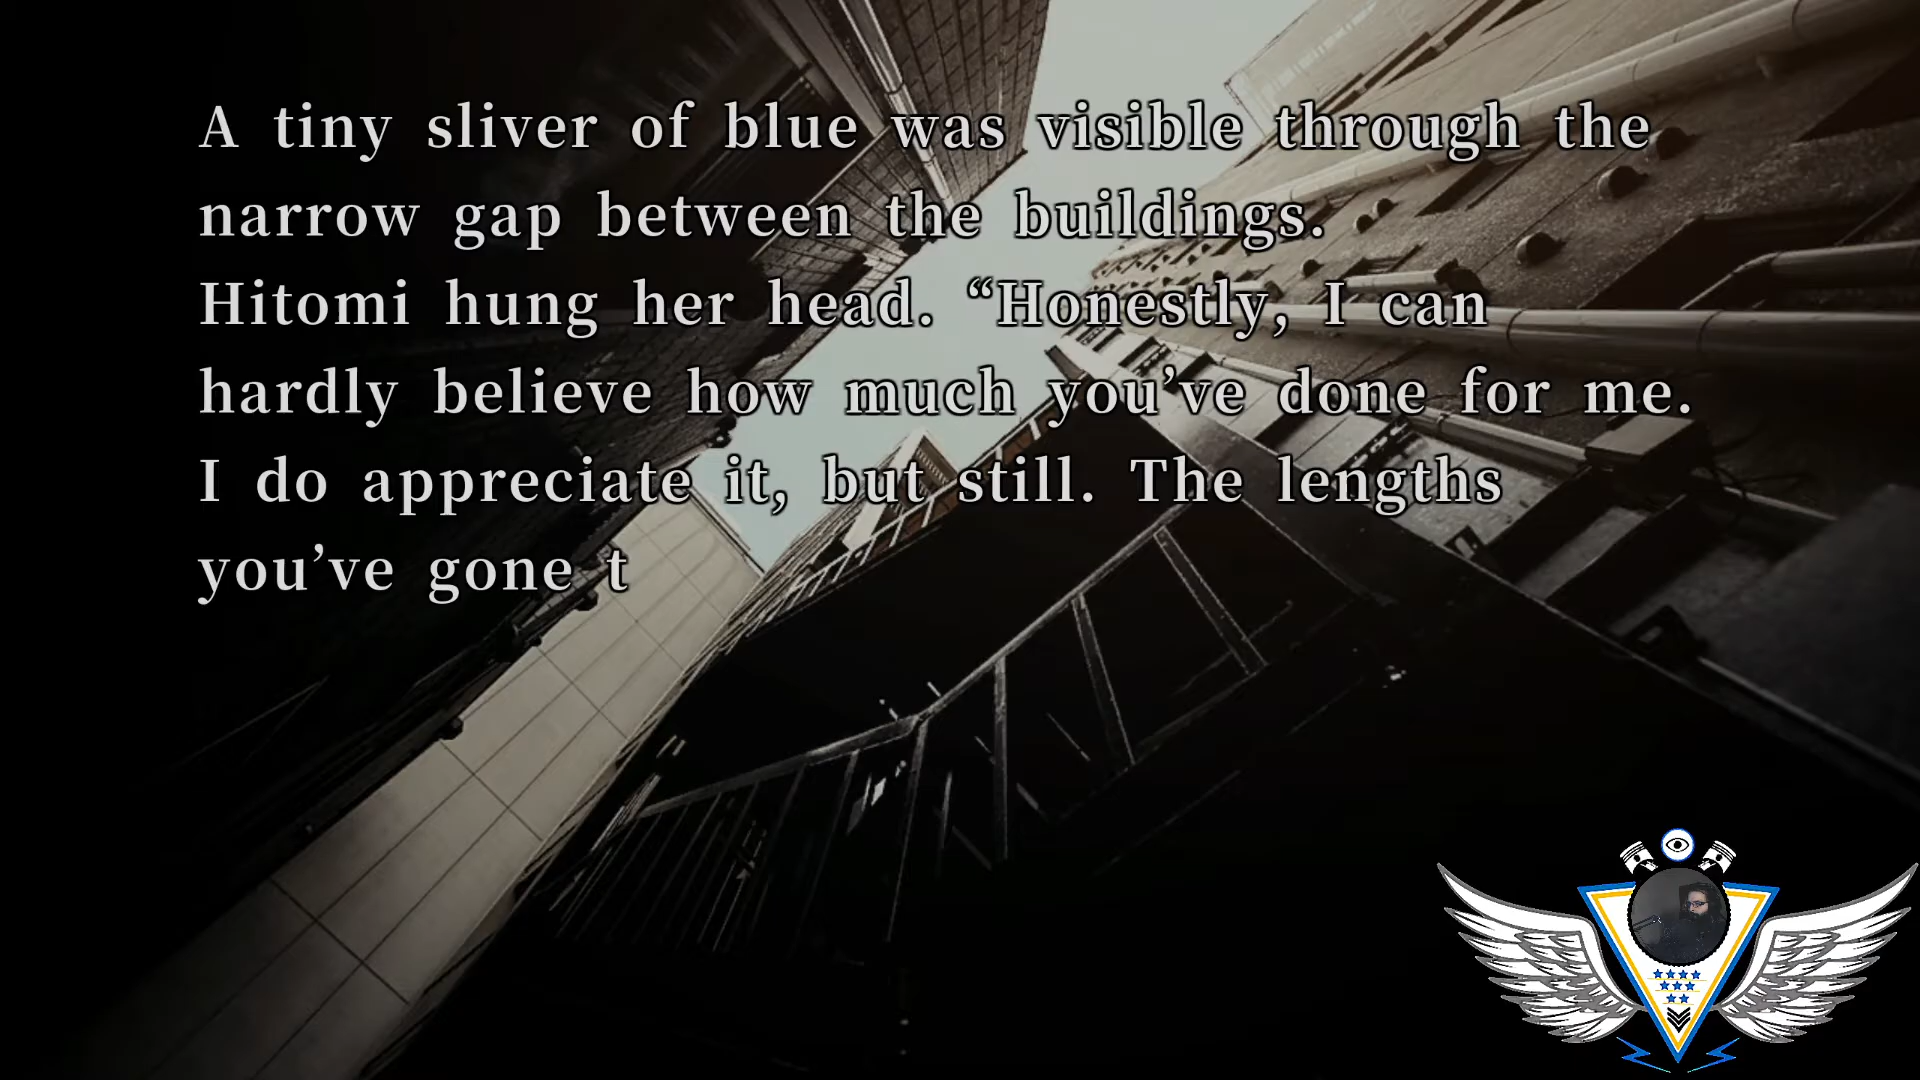 A tiny sliver of blue was visible through the
narrow gap between the buildings.
Hitomi hung her head. “Honestly, I can
hardly believe how much you’ve done for me.
I do appreciate it, but still. The lengths
you’ve gone t